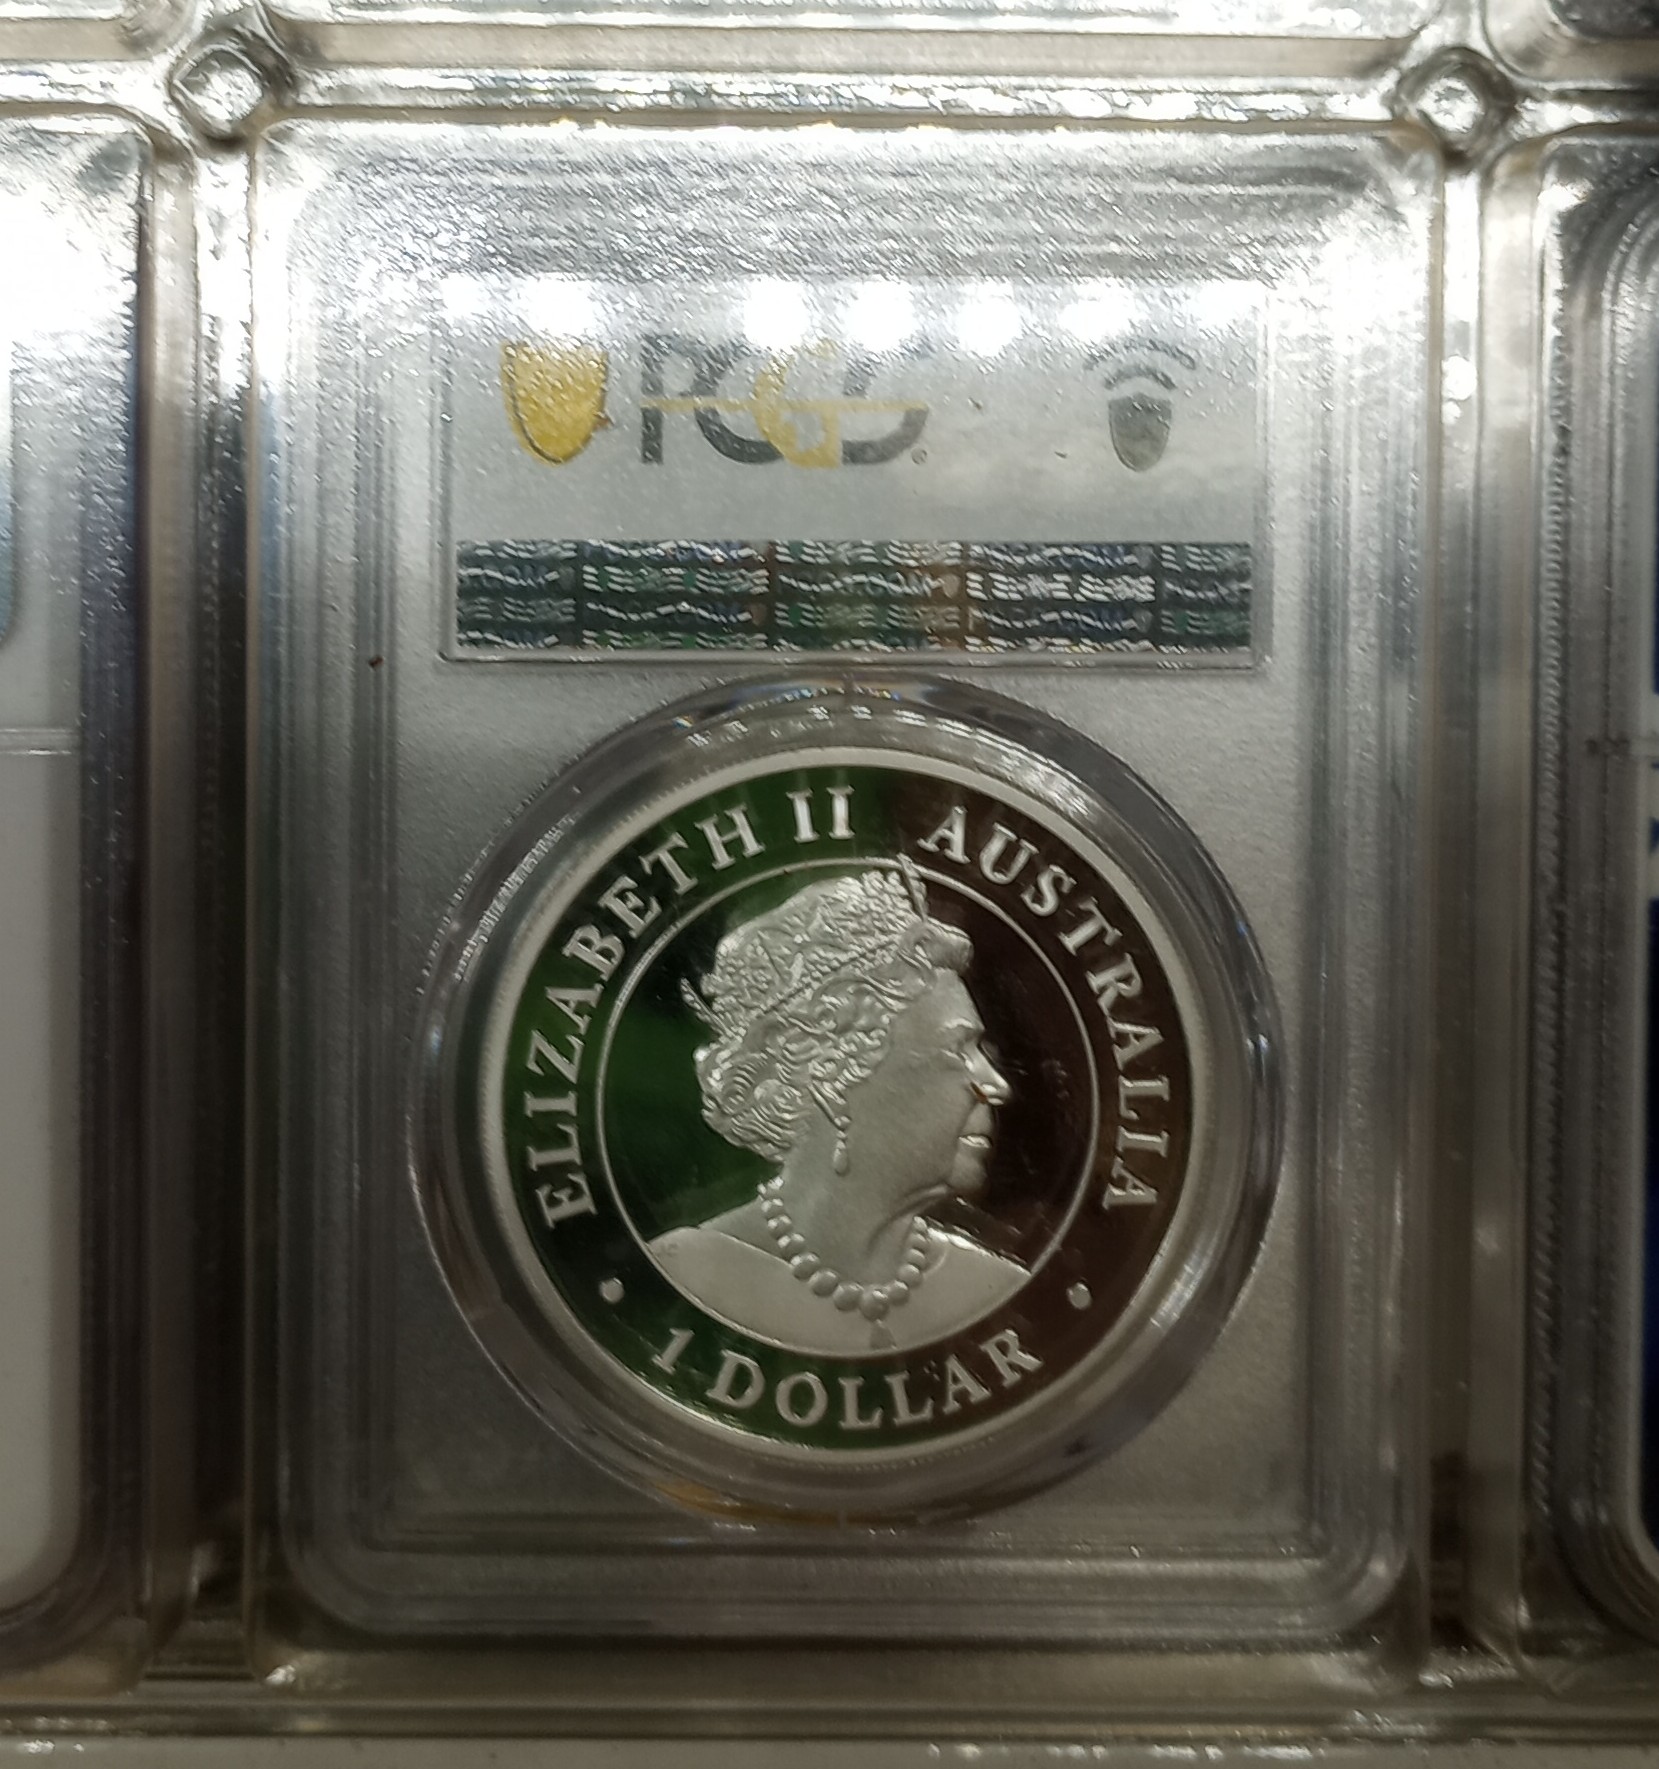 PCGS
ELIZABETH II AUSTRALIA
1 DOLLAR